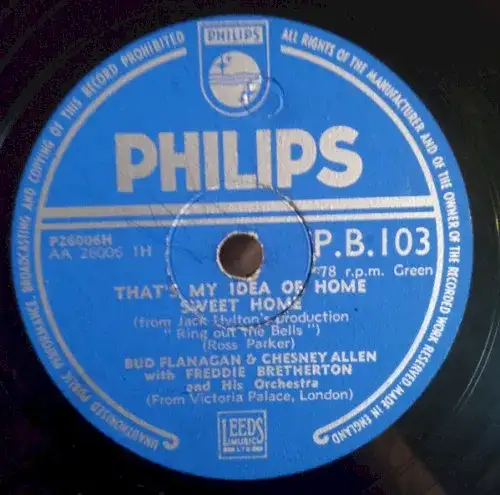 UNAUTHORISED PUBLIC PERFORMANCE, BROADCASTING AND COPYING OF THIS RECORD PROHIBITED
PHILIPS
ALL RIGHTS OF THE MANUFACTURER AND OF THE OWNER OF THE RECORDED WORK RESERVED. MADE IN ENGLAND
PHILIPS
P26006H
AA 26006 1H
P.B.103
78 r.p.m. Green
THAT'S MY IDEA OF HOME
SWEET HOME
(from Jack Hylton's production
"Ring out the Bells")
(Ross Parker)
BUD FLANAGAN & CHESNEY ALLEN
with FREDDIE BRETHERTON
and His Orchestra
(From Victoria Palace, London)
LEEDS
MUSIC